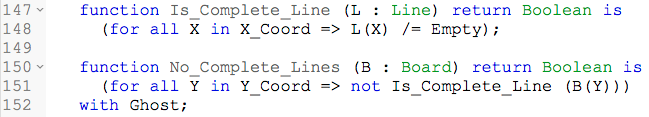 147 function Is_Complete_Line (L : Line) return Boolean is
148 (for all X in X_Coord => L(X) /= Empty);
149
150 function No_Complete_Lines (B : Board) return Boolean is
151 (for all Y in Y_Coord => not Is_Complete_Line (B(Y)))
152 with Ghost;